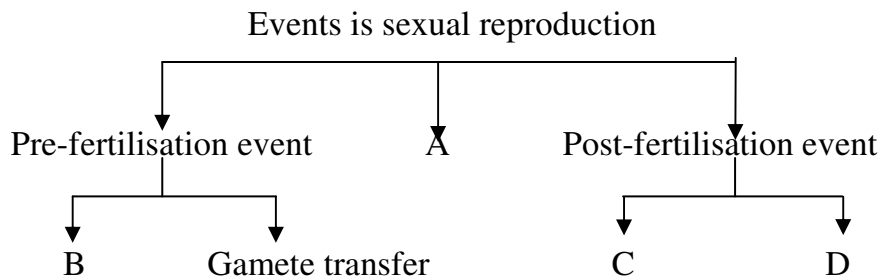 Events is sexual reproduction
Pre-fertilisation event A Post-fertilisation event
B Gamete transfer C D